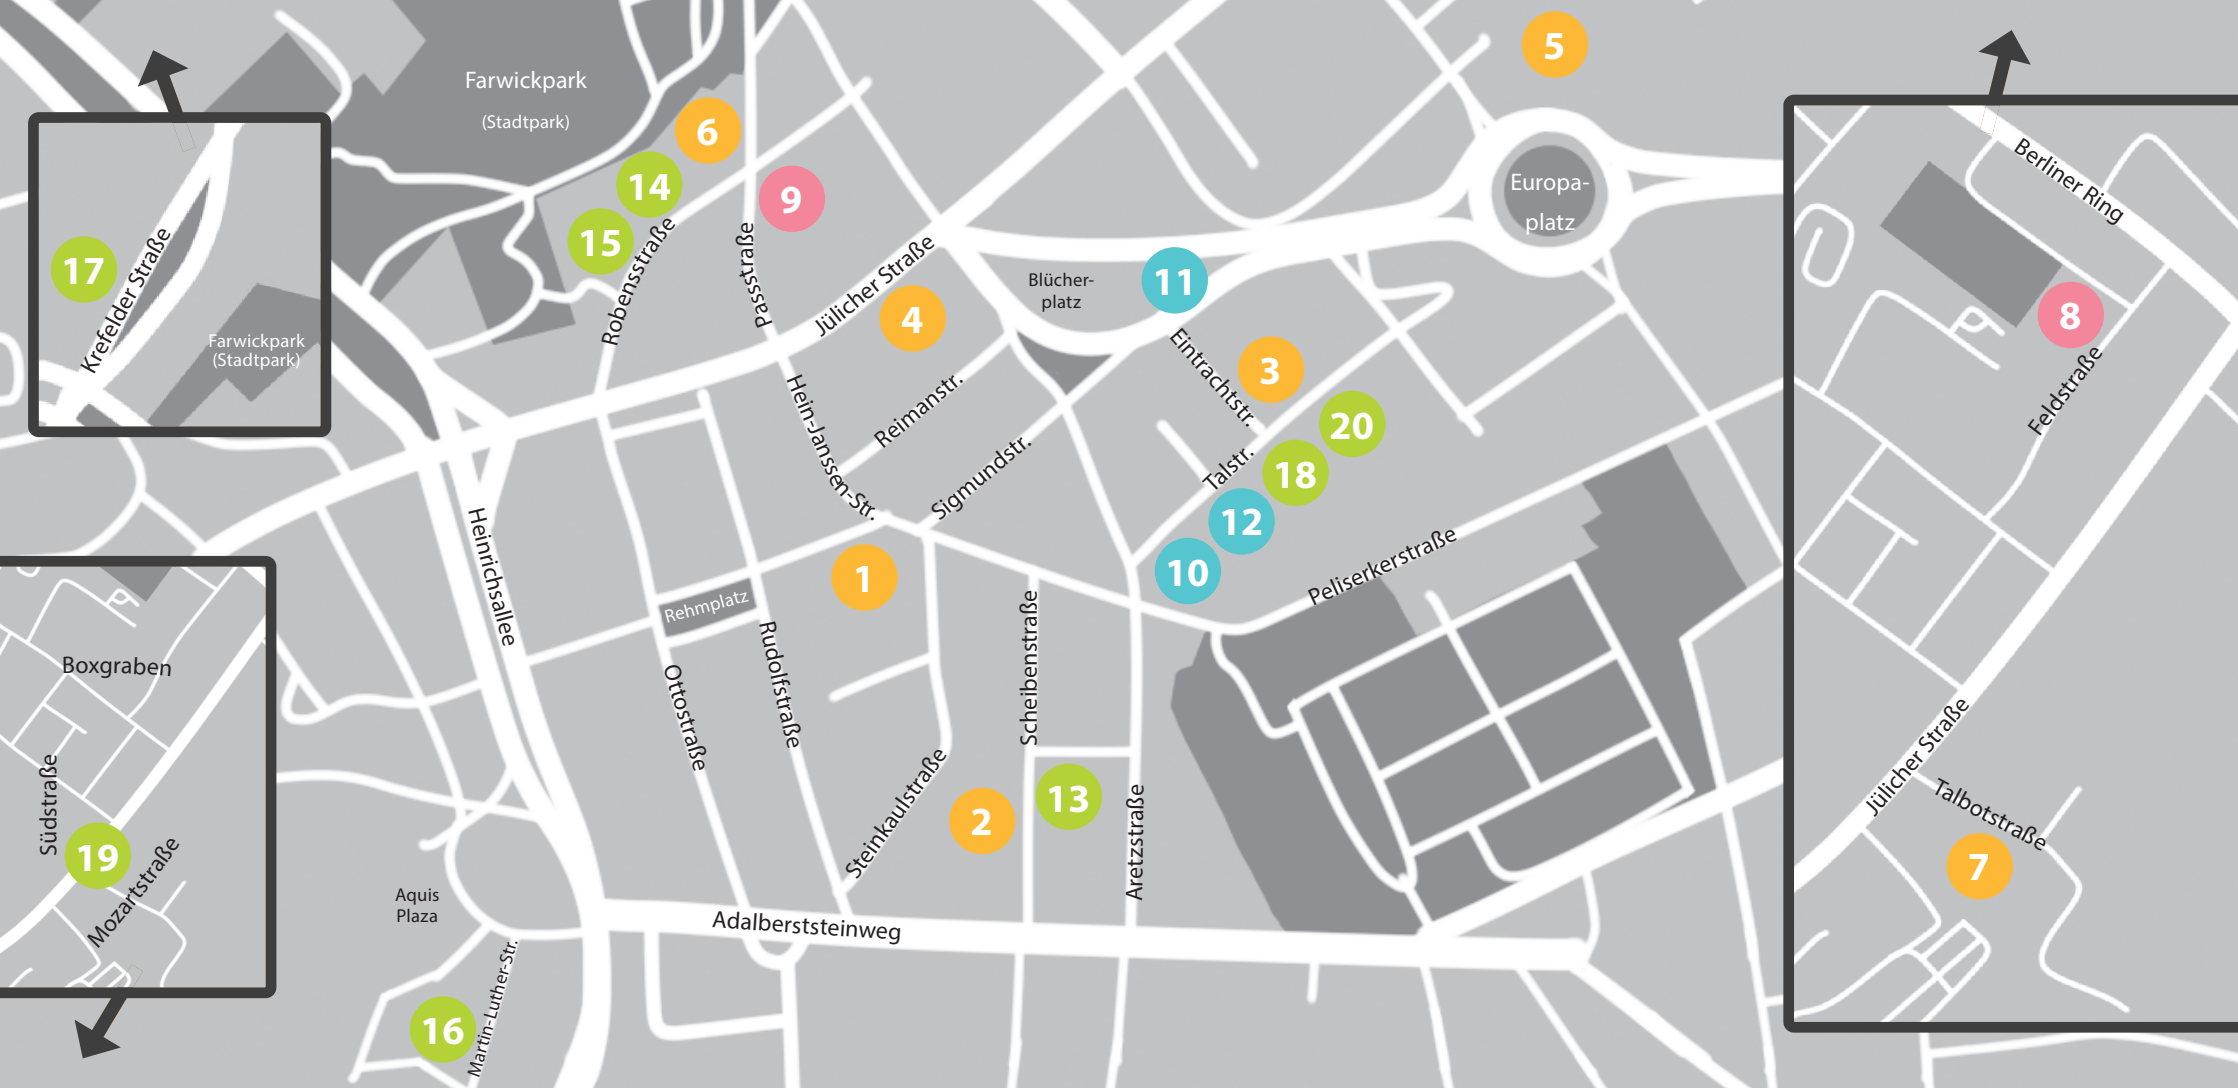 5
Farwickpark
(Stadtpark)
6
14
9
15
Europa-
platz
Berliner Ring
17
Krefelder Straße
Farwickpark
(Stadtpark)
Robensstraße
Passstraße
Jülicher Straße
4
Blücher-
platz
11
8
Feldstraße
Eintrachtstr.
3
Reimanstr.
Hein-Janssen-Str.
20
Sigmundstr.
Talstr.
18
12
10
Peliserkerstraße
Heinrichsallee
1
Rehmplatz
Boxgraben
Rudolfstraße
Ottostraße
Scheibenstraße
Südstraße
19
Mozartstraße
Steinkaulstraße
2
13
Aretzstraße
Jülicher Straße
Talbotstraße
7
Aquis
Plaza
Adalberststeinweg
16
Martin-Luther-Str.